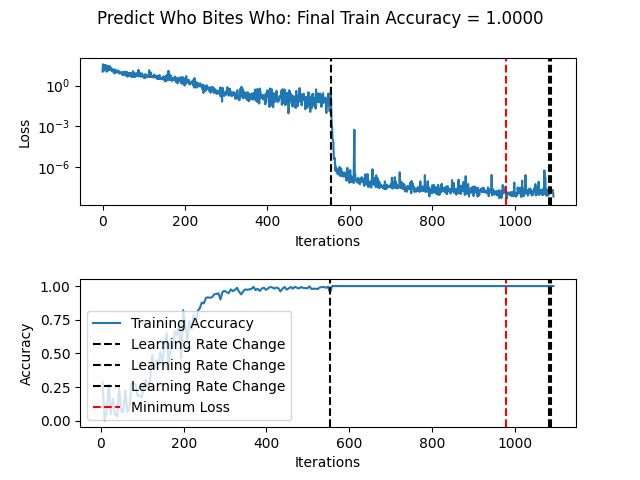 Predict Who Bites Who: Final Train Accuracy = 1.0000
10⁰
10⁻³
10⁻⁶
Loss
0 200 400 600 800 1000
Iterations
1.00
0.75
0.50
0.25
0.00
Accuracy
Training Accuracy
Learning Rate Change
Learning Rate Change
Learning Rate Change
Minimum Loss
0 200 400 600 800 1000
Iterations